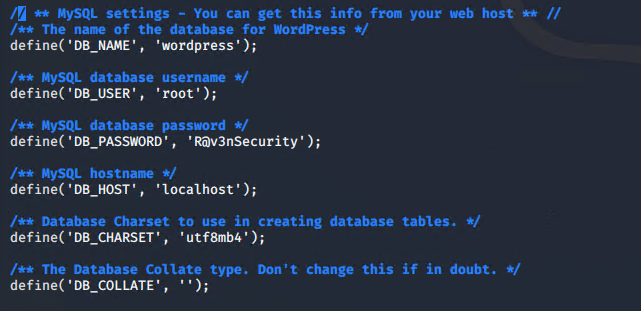 // ** MySQL settings - You can get this info from your web host ** //
/** The name of the database for WordPress */
define('DB_NAME', 'wordpress');
/** MySQL database username */
define('DB_USER', 'root');
/** MySQL database password */
define('DB_PASSWORD', 'R@v3nSecurity');
/** MySQL hostname */
define('DB_HOST', 'localhost');
/** Database Charset to use in creating database tables. */
define('DB_CHARSET', 'utf8mb4');
/** The Database Collate type. Don't change this if in doubt. */
define('DB_COLLATE', '');